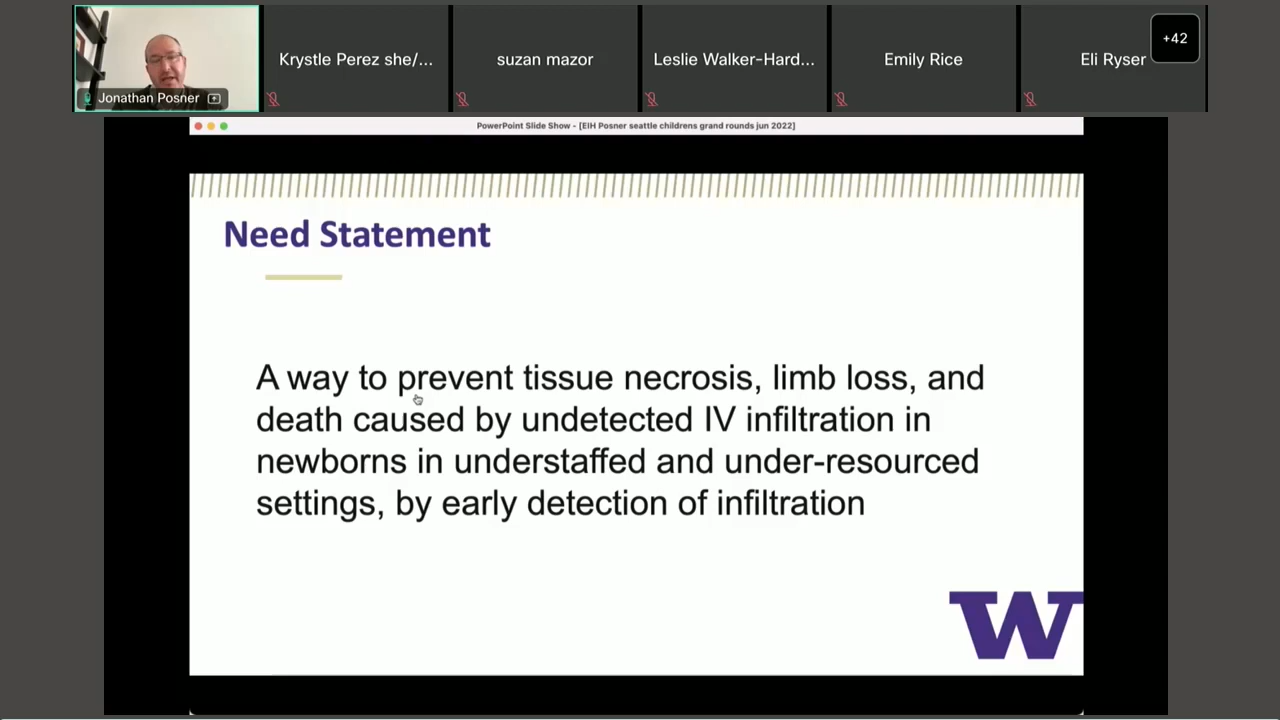 Jonathan Posner
Krystle Perez she/...
suzan mazor
Leslie Walker-Hard...
Emily Rice
Eli Ryser
+42
PowerPoint Slide Show - [EIH Posner seattle childrens grand rounds jun 2022]
Need Statement
A way to prevent tissue necrosis, limb loss, and
death caused by undetected IV infiltration in
newborns in understaffed and under-resourced
settings, by early detection of infiltration
W